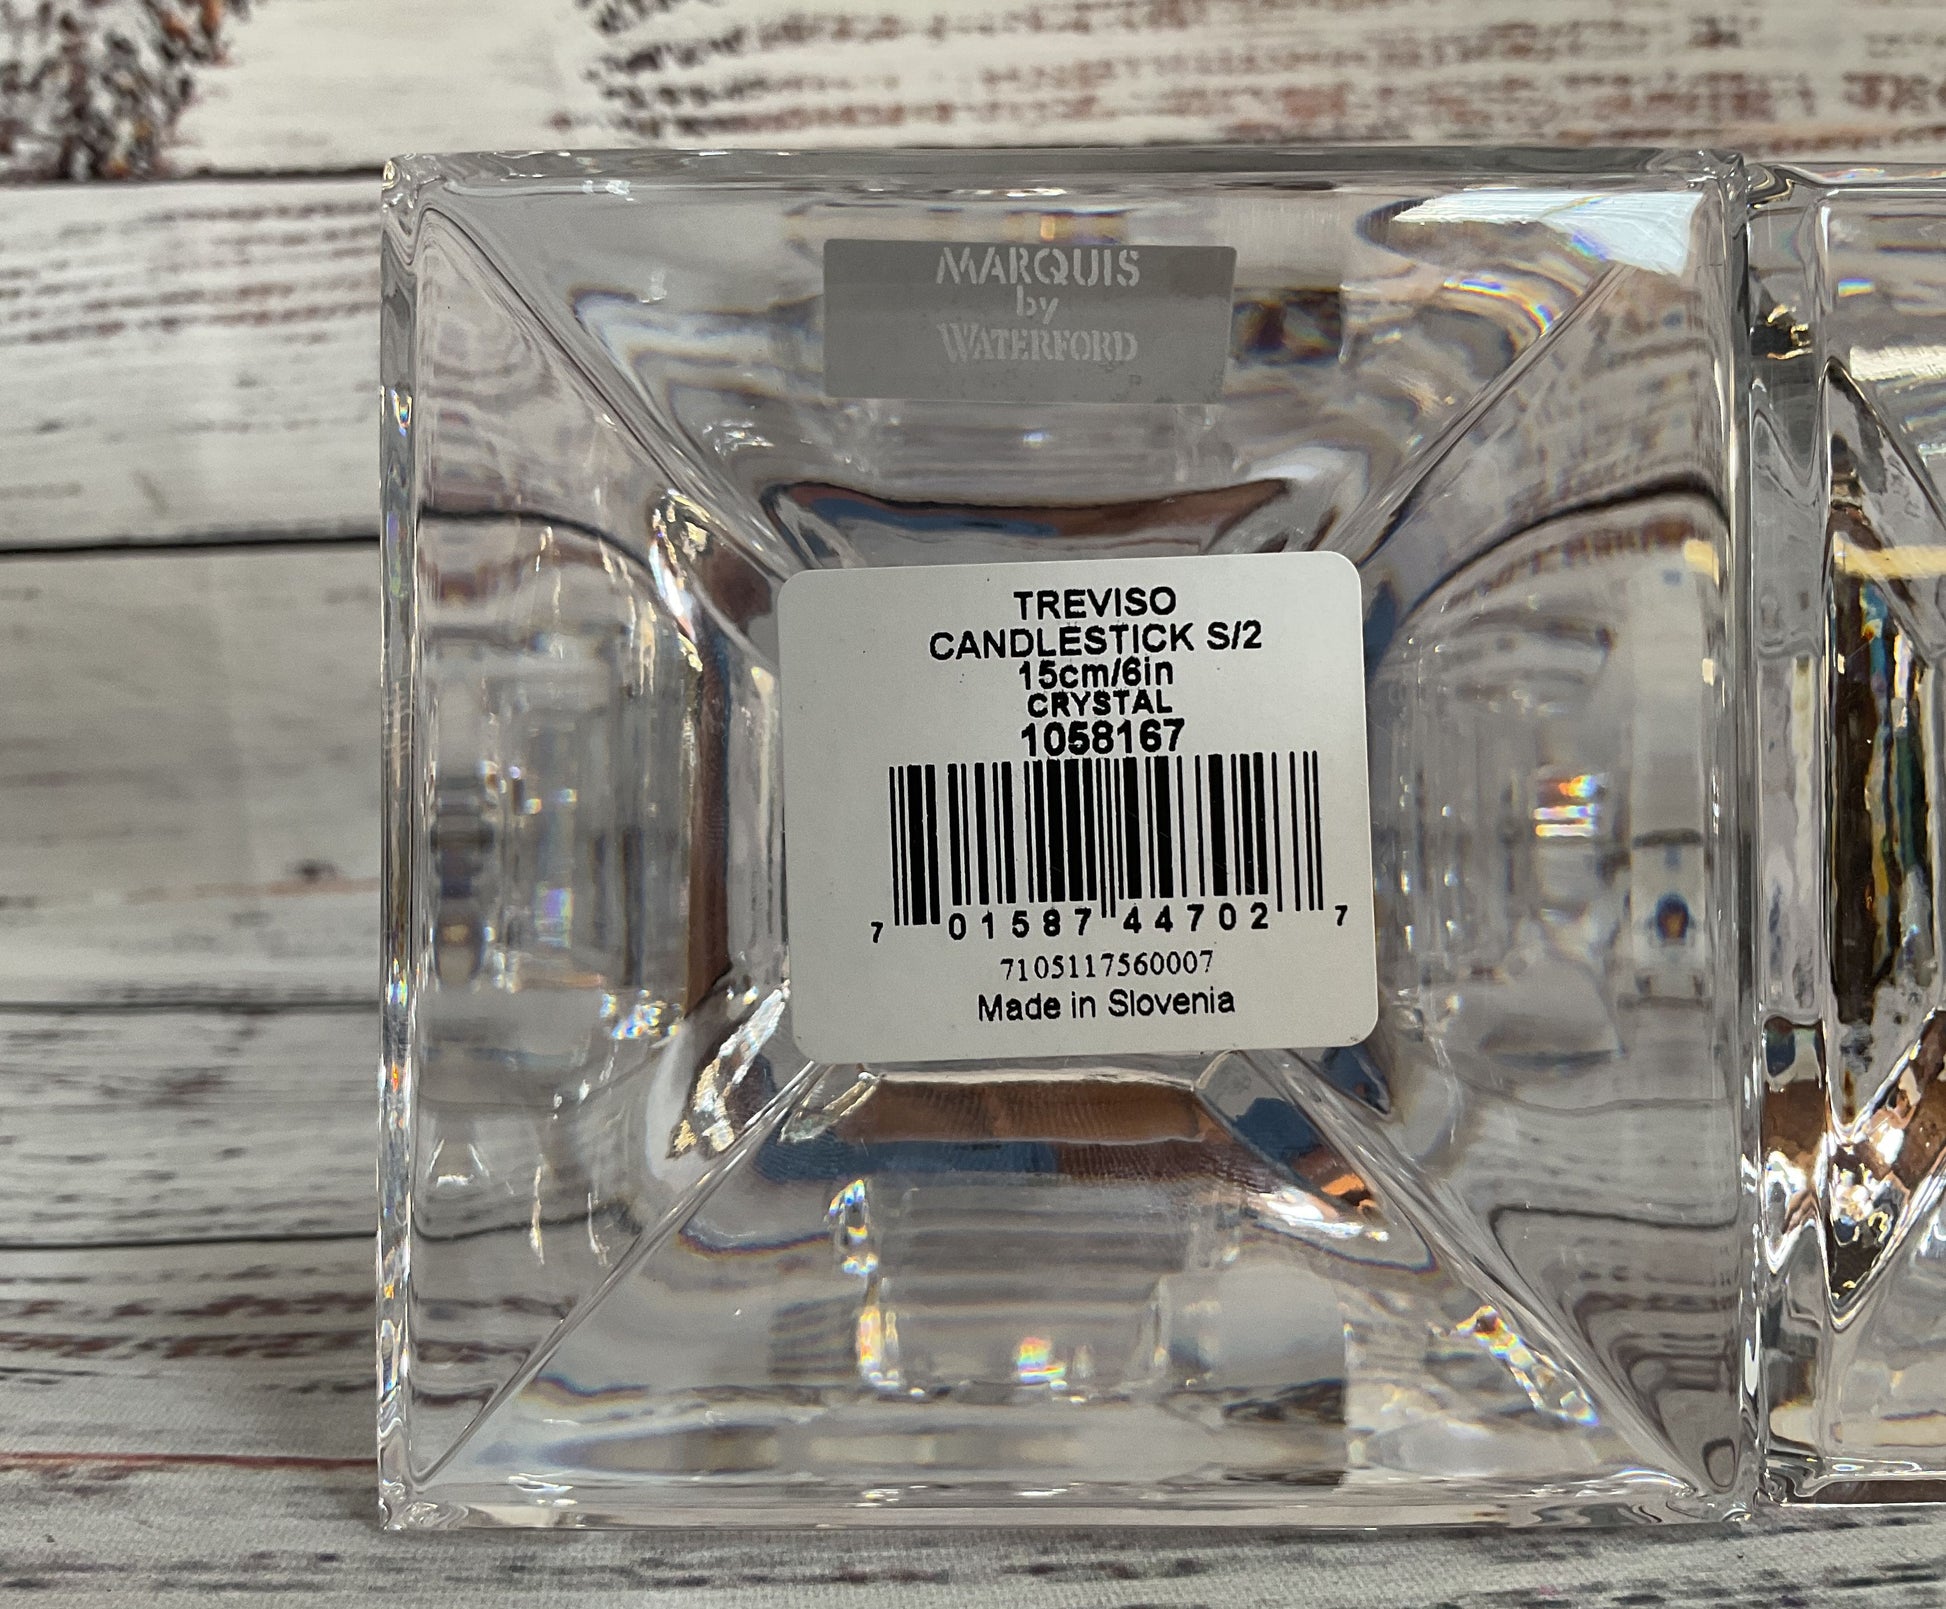 MARQUIS
by
WATERFORD
TREVISO
CANDLESTICK S/2
15cm/6in
CRYSTAL
1058167
7 01587 44702 7
7105117560007
Made in Slovenia